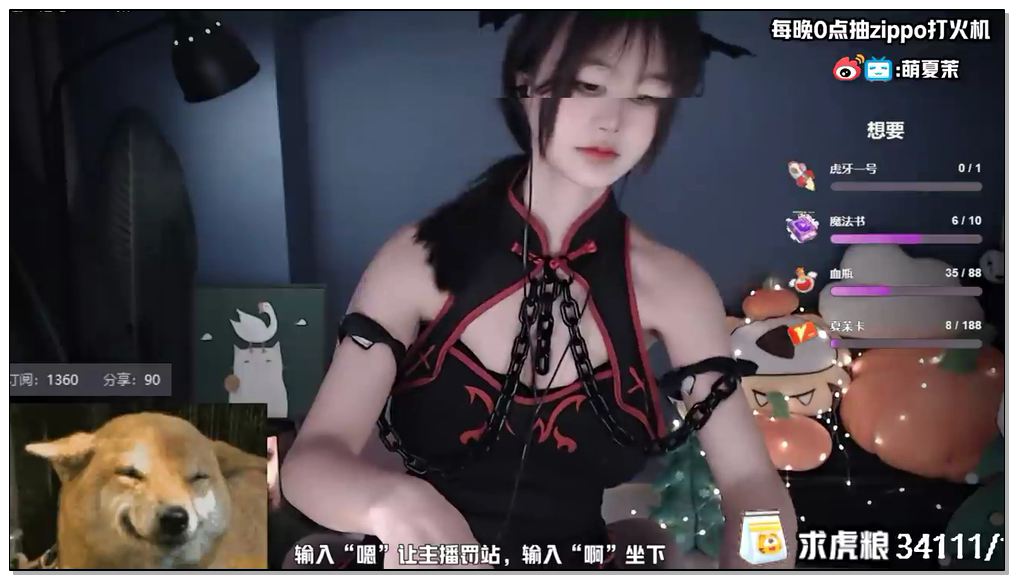 每晚0点抽zippo打火机
:萌夏茉
想要
虎牙一号 0 / 1
魔法书 6 / 10
血瓶 35 / 88
夏茉卡 8 / 188
订阅: 1360 分享: 90
输入“嗯”让主播罚站，输入“啊”坐下
求虎粮 34111/